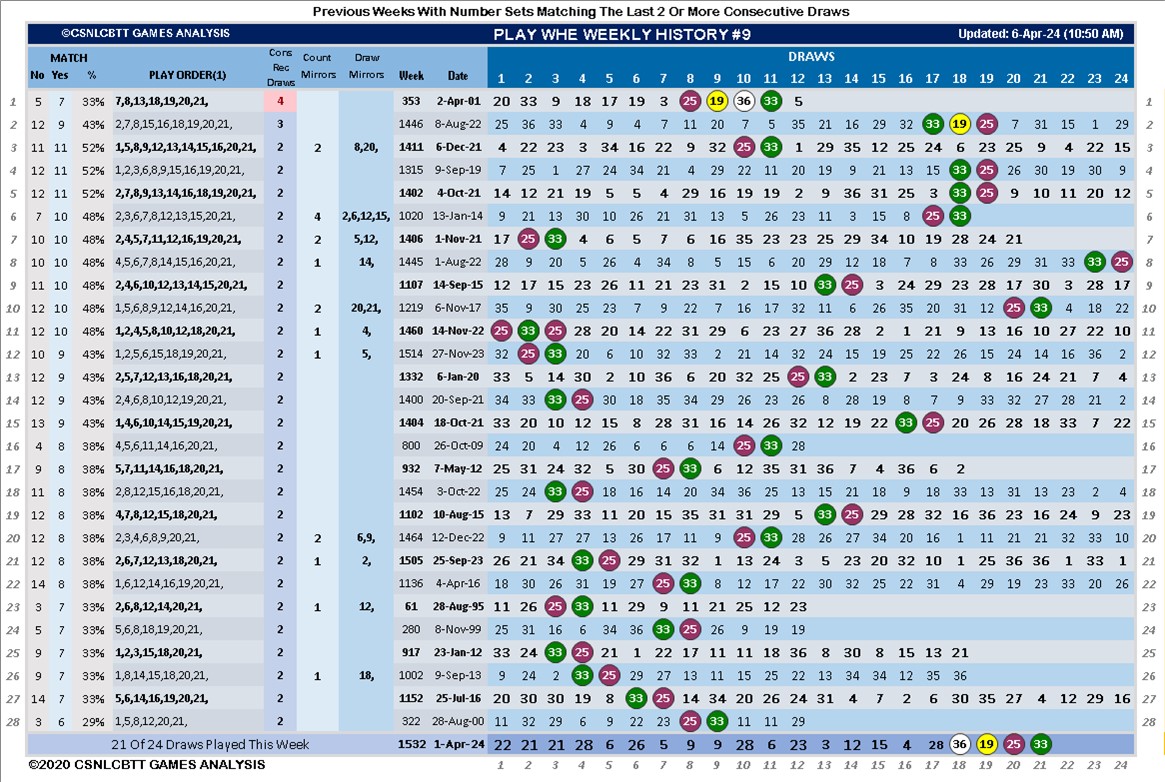 Previous Weeks With Number Sets Matching The Last 2 Or More Consecutive Draws
©CSNLCBTT GAMES ANALYSIS PLAY WHE WEEKLY HISTORY #9 Updated: 6-Apr-24 (10:50 AM)
MATCH Cons Rec Draws Count Mirrors Draw Mirrors DRAWS
No Yes % PLAY ORDER(1) Week Date 1 2 3 4 5 6 7 8 9 10 11 12 13 14 15 16 17 18 19 20 21 22 23 24
1 5 7 33% 7,8,13,18,19,20,21, 4 353 2-Apr-01 20 33 9 18 17 19 3 25 19 36 33 5 1
2 12 9 43% 2,7,8,15,16,18,19,20,21, 3 1446 8-Aug-22 25 36 33 4 9 4 7 11 20 7 5 35 21 16 29 32 33 19 25 7 31 15 1 29 2
3 11 11 52% 1,5,8,9,12,13,14,15,16,20,21, 2 2 8,20, 1411 6-Dec-21 4 22 23 3 34 16 22 9 32 25 33 1 29 35 12 25 24 6 23 25 9 4 22 15 3
4 12 11 52% 1,2,3,6,8,9,15,16,19,20,21, 2 1315 9-Sep-19 7 25 1 27 24 34 21 4 29 22 11 20 19 9 4 21 13 33 25 26 30 19 30 9 4
5 12 11 52% 2,7,8,9,13,14,16,18,19,20,21, 2 1402 4-Oct-21 14 12 21 19 5 5 4 29 16 19 19 2 9 36 31 25 3 33 25 9 10 11 20 12 5
6 7 10 48% 2,3,6,7,8,12,13,15,20,21, 2 4 2,6,12,15, 1020 13-Jan-14 9 21 13 30 10 26 21 31 13 5 26 23 11 3 15 8 25 33 6
7 10 10 48% 2,4,5,7,11,12,16,19,20,21, 2 2 5,12, 1406 1-Nov-21 17 25 33 4 6 5 7 6 16 35 23 23 25 29 34 10 19 28 24 21 7
8 10 10 48% 4,5,6,7,8,14,15,16,20,21, 2 1 14, 1445 1-Aug-22 28 9 20 5 26 4 34 8 5 15 6 20 29 12 18 7 8 33 26 29 31 33 33 25 8
9 11 10 48% 2,4,6,10,12,13,14,15,20,21, 2 1107 14-Sep-15 12 17 15 23 26 11 21 23 31 2 15 10 33 25 3 24 29 23 28 17 30 3 28 17 9
10 12 10 48% 1,5,6,8,9,12,14,16,20,21, 2 2 20,21, 1219 6-Nov-17 35 9 30 25 23 7 9 22 7 16 17 32 11 6 26 35 20 31 12 25 33 4 18 22 10
11 12 10 48% 1,2,4,5,8,10,12,18,20,21, 2 1 4, 1460 14-Nov-22 25 33 25 28 20 14 22 31 29 6 23 27 36 28 2 1 21 9 13 16 10 27 22 10 11
12 10 9 43% 1,2,5,6,15,18,19,20,21, 2 1 5, 1514 27-Nov-23 32 25 33 20 6 10 32 33 2 21 14 32 24 15 19 25 22 26 15 12 24 14 16 36 2 12
13 12 9 43% 2,5,7,12,13,16,18,20,21, 2 1332 6-Jan-20 33 5 14 30 2 10 36 6 20 32 25 25 33 2 23 7 3 24 8 16 24 21 7 4 13
14 12 9 43% 2,4,6,8,10,12,19,20,21, 2 1400 20-Sep-21 34 33 33 25 30 18 35 34 29 26 23 26 14 8 28 19 8 7 9 33 32 27 28 21 2 14
15 13 9 43% 1,4,6,10,14,15,19,20,21, 2 1404 18-Oct-21 33 20 10 12 15 8 28 31 16 14 26 32 12 19 22 33 25 20 26 28 18 33 7 22 15
16 4 8 38% 4,5,6,11,14,16,20,21, 2 800 26-Oct-09 24 20 4 12 26 6 6 6 14 25 33 28 16
17 9 8 38% 5,7,11,14,16,18,20,21, 2 932 7-May-12 25 31 24 32 5 30 25 33 6 12 35 31 36 7 4 36 6 2 17
18 11 8 38% 2,8,12,15,16,18,20,21, 2 1454 3-Oct-22 25 24 33 25 18 16 14 20 34 36 25 13 15 21 18 9 18 33 13 31 13 23 2 4 18
19 12 8 38% 4,7,8,12,15,18,20,21, 2 1102 10-Aug-15 13 7 29 33 11 20 15 35 31 31 29 5 33 25 29 28 32 16 36 23 16 24 9 23 19
20 12 8 38% 2,3,4,6,8,9,20,21, 2 2 6,9, 1464 12-Dec-22 9 11 27 27 13 26 17 11 9 25 33 28 26 27 34 20 16 1 11 21 21 32 33 10 20
21 12 8 38% 2,6,7,12,13,18,20,21, 2 1 2, 1505 25-Sep-23 26 21 34 33 25 29 31 32 1 13 24 3 5 23 20 32 10 1 25 36 36 1 33 1 21
22 14 8 38% 1,6,12,14,16,18,20,21, 2 1136 4-Apr-16 18 30 26 31 19 27 25 33 8 12 17 22 30 32 25 22 31 4 29 19 23 33 20 26 22
23 3 7 33% 2,6,8,12,14,20,21, 2 1 12, 61 28-Aug-95 11 26 25 33 11 29 9 11 21 25 12 23 23
24 5 7 33% 5,6,8,18,19,20,21, 2 280 8-Nov-99 25 31 16 6 34 36 33 25 26 9 19 19 24
25 9 7 33% 1,2,3,15,18,20,21, 2 917 23-Jan-12 33 24 33 25 21 1 22 17 11 11 18 36 8 30 8 15 13 21 25
26 9 7 33% 1,8,14,15,18,20,21, 2 1 18, 1002 9-Sep-13 9 24 2 33 25 27 13 11 15 25 22 15 13 34 34 12 35 36 26
27 14 7 33% 5,6,14,16,19,20,21, 2 1152 25-Jul-16 20 30 30 19 8 33 25 14 34 20 26 24 31 4 7 2 6 30 35 27 4 12 29 16 27
28 3 6 29% 1,5,8,12,20,21, 2 322 28-Aug-00 11 32 29 6 9 22 23 25 33 11 11 29 28
21 Of 24 Draws Played This Week 1532 1-Apr-24 22 21 21 28 6 26 5 9 9 28 6 23 3 12 15 4 28 36 19 25 33
©2020 CSNLCBTT GAMES ANALYSIS 1 2 3 4 5 6 7 8 9 10 11 12 13 14 15 16 17 18 19 20 21 22 23 24